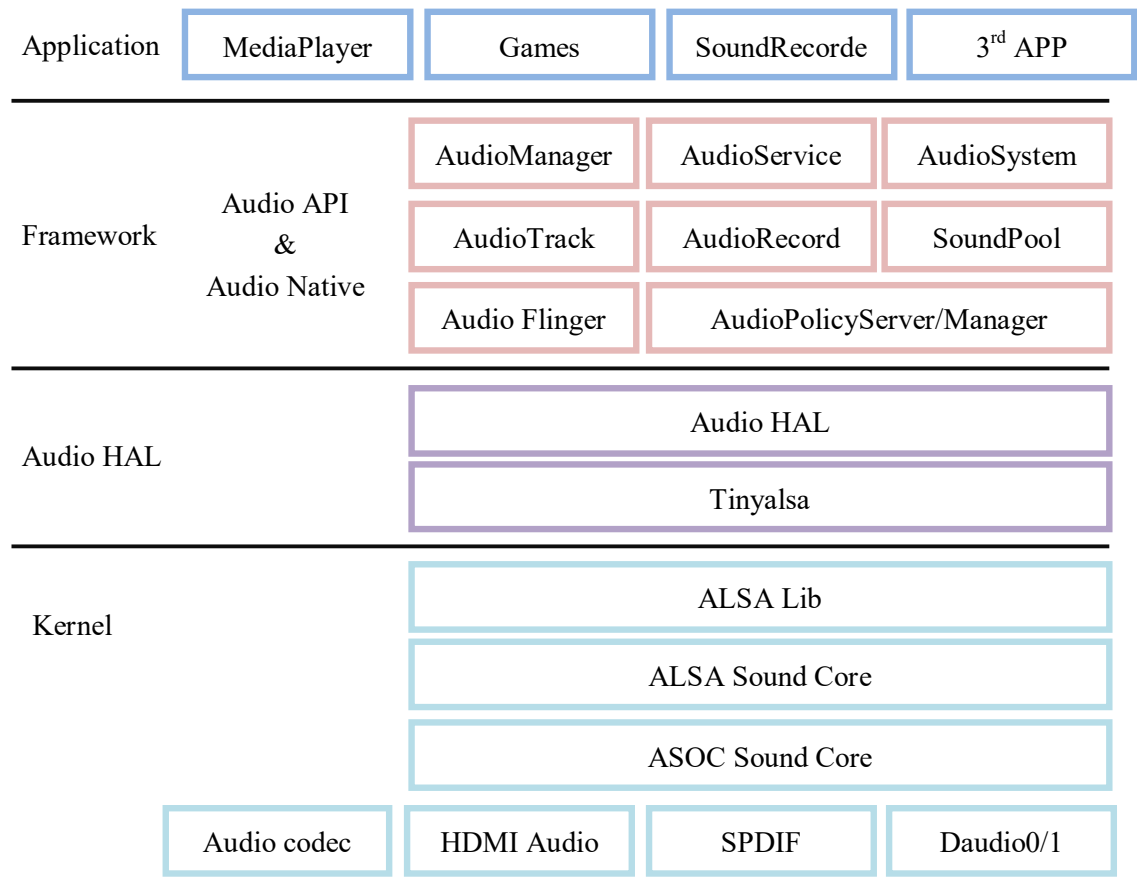 Application
MediaPlayer
Games
SoundRecorde
3rd APP
Framework
Audio API
&
Audio Native
AudioManager
AudioService
AudioSystem
AudioTrack
AudioRecord
SoundPool
Audio Flinger
AudioPolicyServer/Manager
Audio HAL
Audio HAL
Tinyalsa
Kernel
ALSA Lib
ALSA Sound Core
ASOC Sound Core
Audio codec
HDMI Audio
SPDIF
Daudio0/1